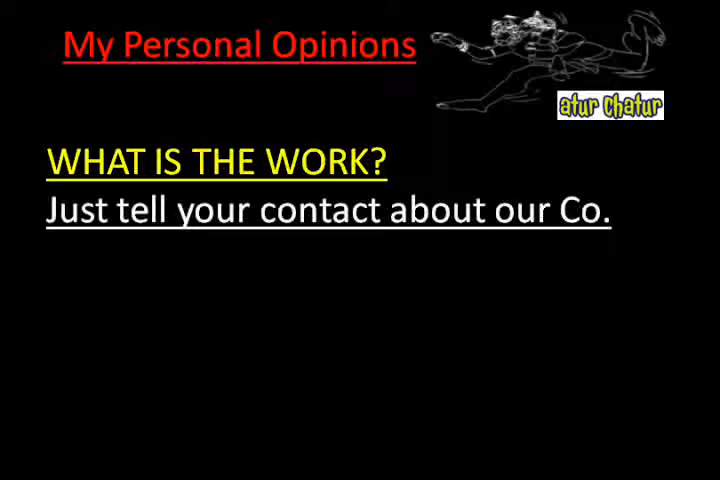 My Personal Opinions
atur chatur
WHAT IS THE WORK?
Just tell your contact about our Co.